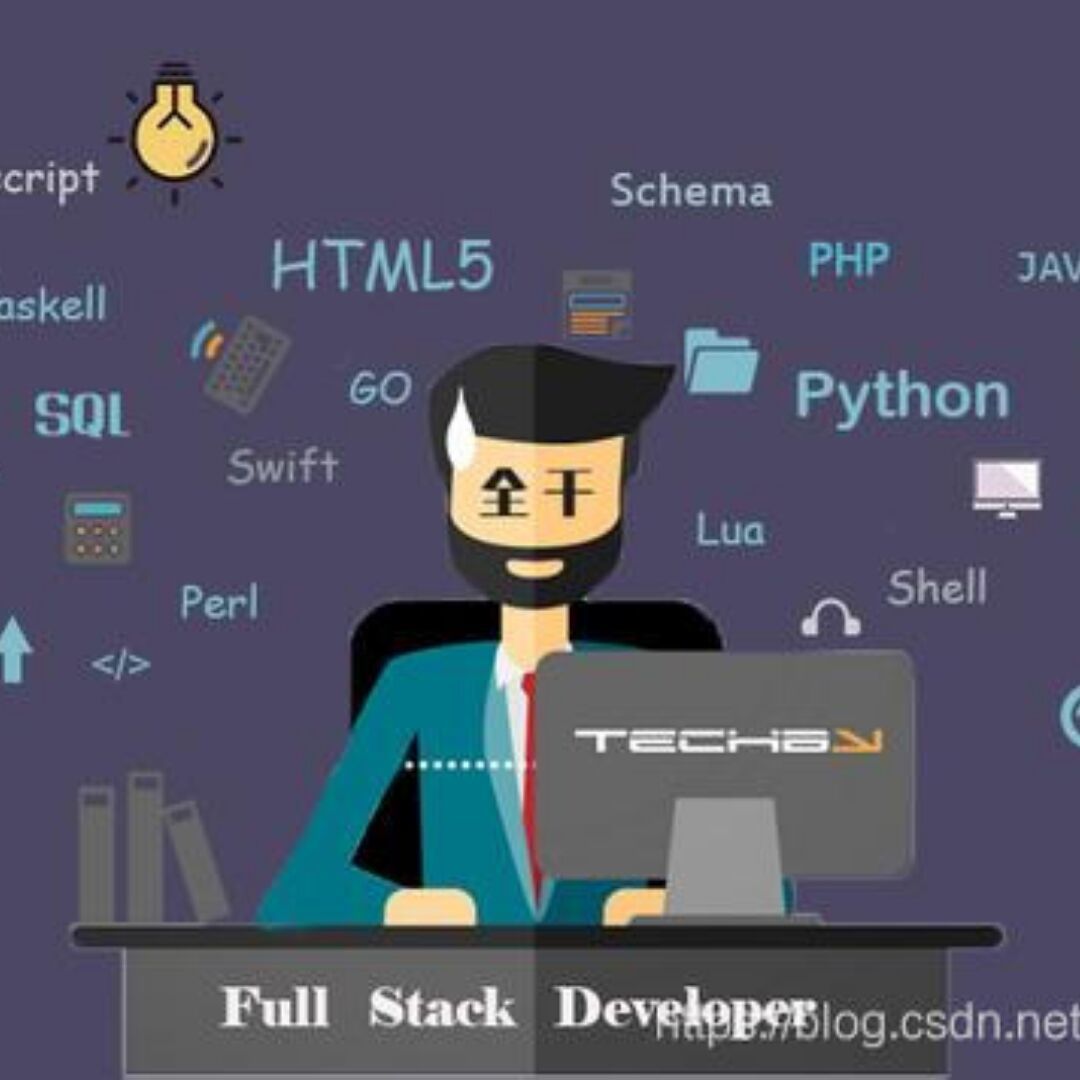 cript
Schema
HTML5
PHP
JAV
askell
GO
Python
SQL
Swift
全干
Lua
Shell
Perl
</>
TECHBY
Full Stack Developer
https://blog.csdn.net